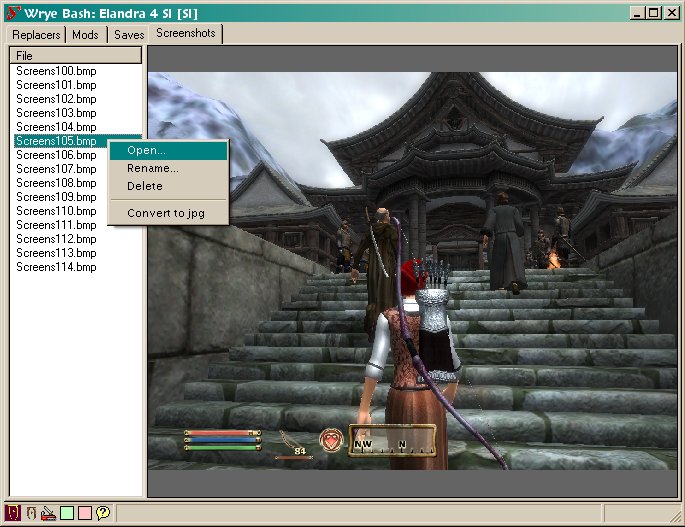 Wrye Bash: Elandra 4 SI [SI]
Replacers Mods Saves Screenshots
File
Screens100.bmp
Screens101.bmp
Screens102.bmp
Screens103.bmp
Screens104.bmp
Screens105.bmp
Screens106.bmp
Screens107.bmp
Screens108.bmp
Screens109.bmp
Screens110.bmp
Screens111.bmp
Screens112.bmp
Screens113.bmp
Screens114.bmp
Open...
Rename...
Delete
Convert to jpg
84
NW N
?